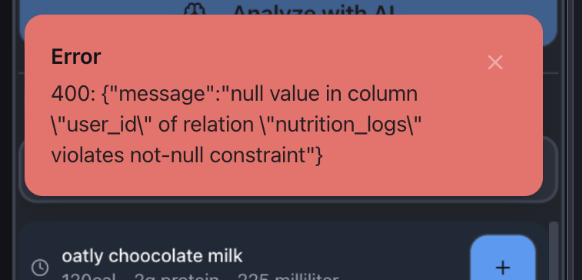 Analyze with AI
Error
400: {"message":"null value in column
\"user_id\" of relation \"nutrition_logs\"
violates not-null constraint"}
oatly choocolate milk
120cal · 2g protein · 225 milliliter
+